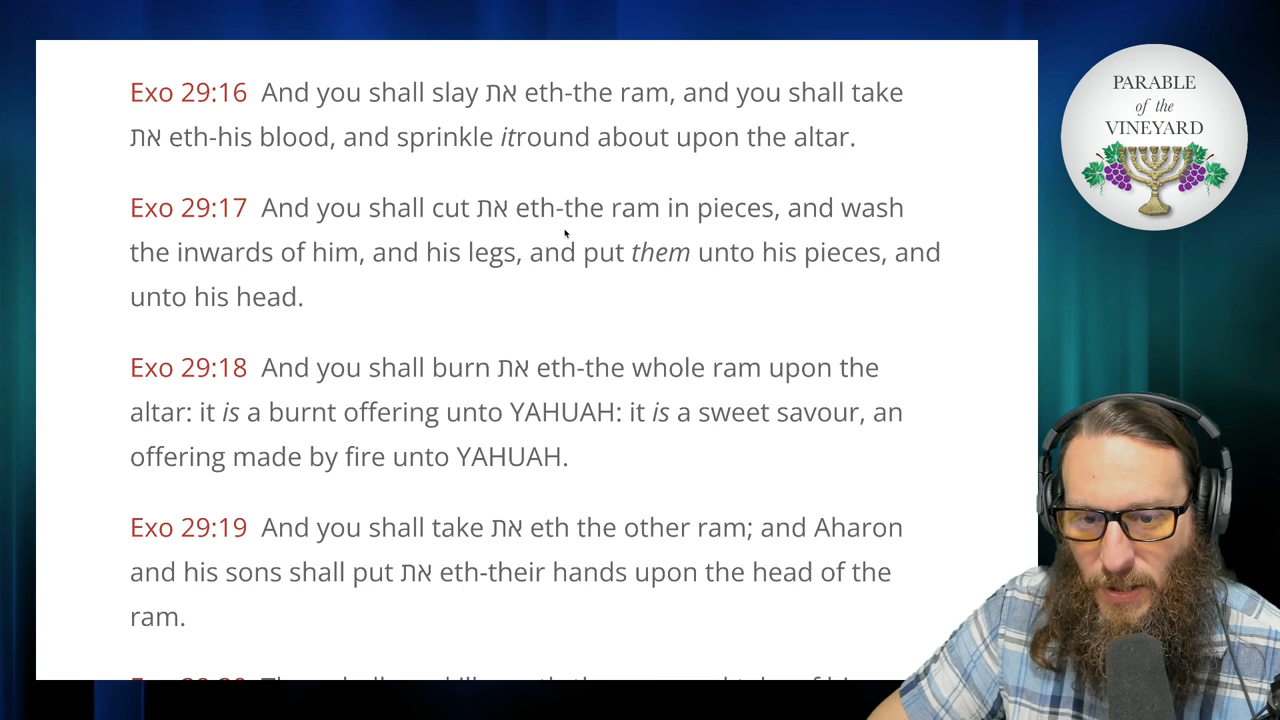 Exo 29:16 And you shall slay את eth-the ram, and you shall take
את eth-his blood, and sprinkle itround about upon the altar.
Exo 29:17 And you shall cut את eth-the ram in pieces, and wash
the inwards of him, and his legs, and put them unto his pieces, and
unto his head.
Exo 29:18 And you shall burn את eth-the whole ram upon the
altar: it is a burnt offering unto YAHUAH: it is a sweet savour, an
offering made by fire unto YAHUAH.
Exo 29:19 And you shall take את eth the other ram; and Aharon
and his sons shall put את eth-their hands upon the head of the
ram.
PARABLE
of the
VINEYARD